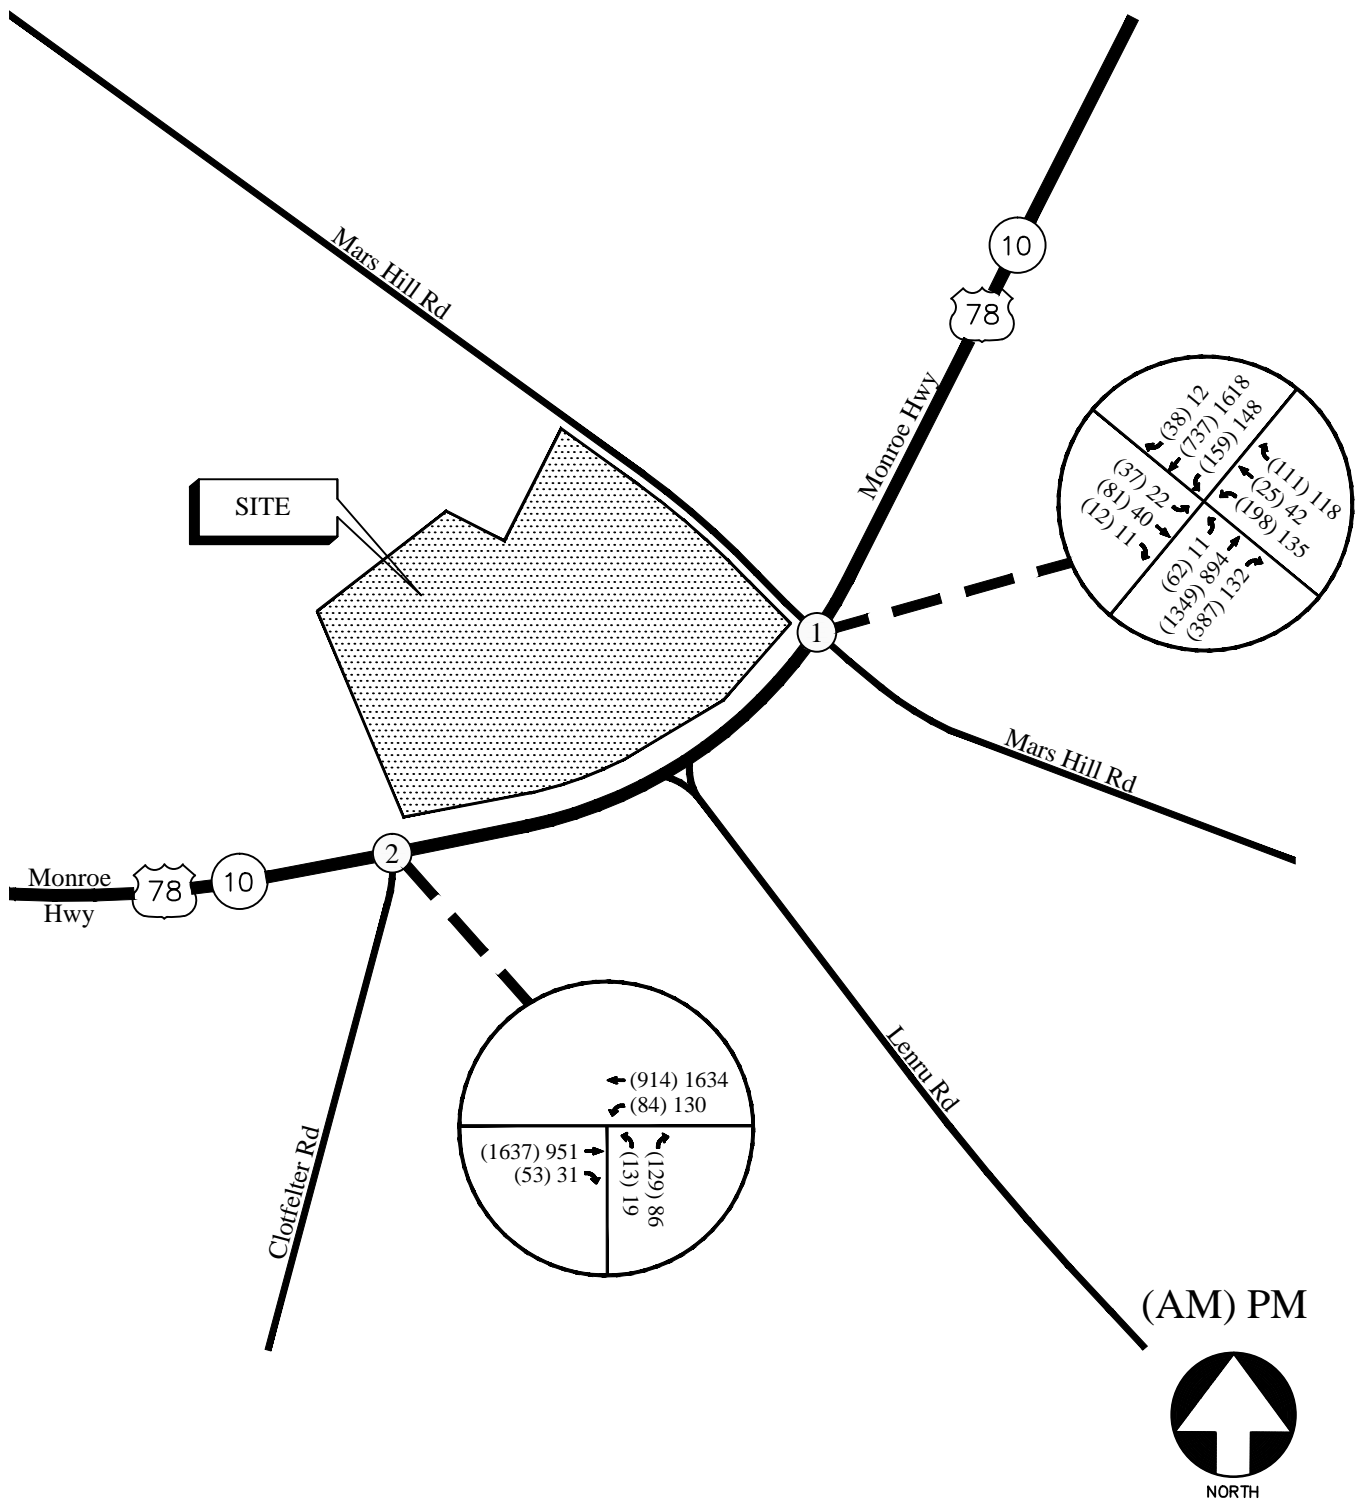 10
78
Mars Hill Rd
Monroe Hwy
(38) 12
(737) 1618
(159) 148
(111) 118
(25) 42
(198) 135
(37) 22
(81) 40
(12) 11
(62) 11
(1349) 894
(387) 132
SITE
1
Mars Hill Rd
2
Monroe
Hwy
78
10
Lenru Rd
(914) 1634
(84) 130
(1637) 951
(53) 31
(13) 19
(129) 86
Clotfelter Rd
(AM) PM
NORTH